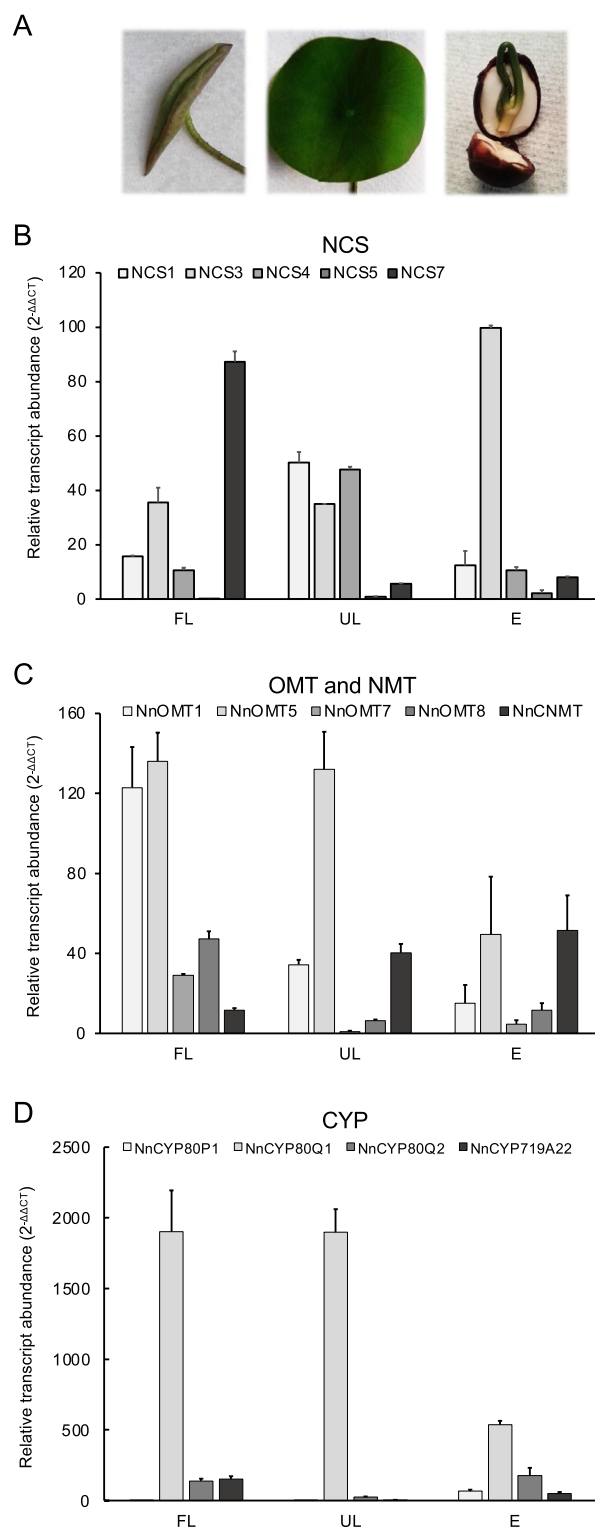 A
B
NCS
NCS1 NCS3 NCS4 NCS5 NCS7
Relative transcript abundance (2-ΔΔCT)
120
100
80
60
40
20
0
FL UL E
C
OMT and NMT
NnOMT1 NnOMT5 NnOMT7 NnOMT8 NnCNMT
Relative transcript abundance (2-ΔΔCT)
160
120
80
40
0
FL UL E
D
CYP
NnCYP80P1 NnCYP80Q1 NnCYP80Q2 NnCYP719A22
Relative transcript abundance (2-ΔΔCT)
2500
2000
1500
1000
500
0
FL UL E